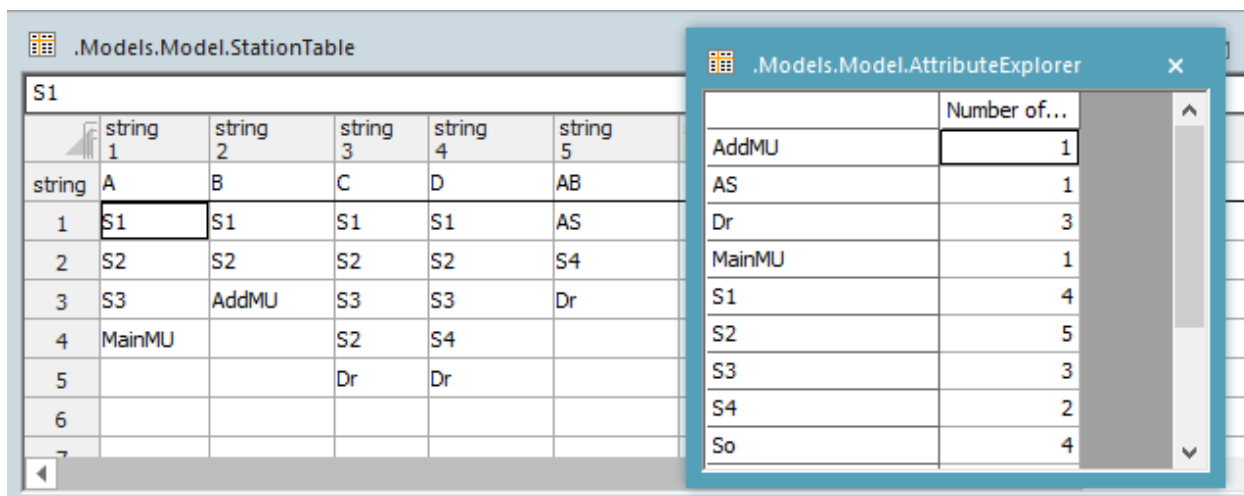 .Models.Model.StationTable
S1
string 1 string 2 string 3 string 4 string 5
string A B C D AB
1 S1 S1 S1 S1 AS
2 S2 S2 S2 S2 S4
3 S3 AddMU S3 S3 Dr
4 MainMU S2 S4
5 Dr Dr
6
.Models.Model.AttributeExplorer
Number of...
AddMU 1
AS 1
Dr 3
MainMU 1
S1 4
S2 5
S3 3
S4 2
So 4